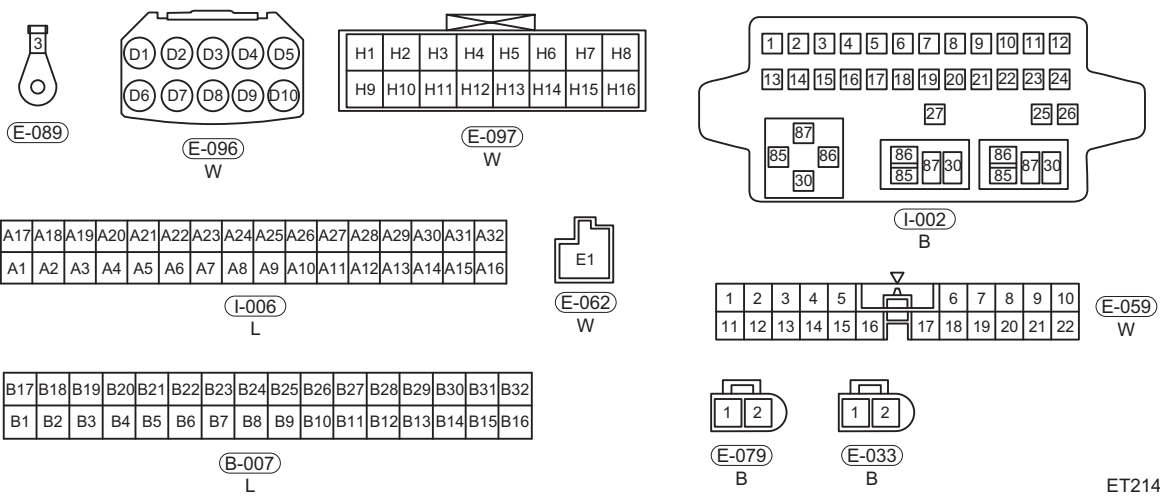 3
E-089
D1 D2 D3 D4 D5
D6 D7 D8 D9 D10
E-096
W
H1 H2 H3 H4 H5 H6 H7 H8
H9 H10 H11 H12 H13 H14 H15 H16
E-097
W
1 2 3 4 5 6 7 8 9 10 11 12
13 14 15 16 17 18 19 20 21 22 23 24
27 25 26
87
85 86
30
86
85 87 30
86
85 87 30
I-002
B
A17 A18 A19 A20 A21 A22 A23 A24 A25 A26 A27 A28 A29 A30 A31 A32
A1 A2 A3 A4 A5 A6 A7 A8 A9 A10 A11 A12 A13 A14 A15 A16
I-006
L
E1
E-062
W
1 2 3 4 5 6 7 8 9 10
11 12 13 14 15 16 17 18 19 20 21 22
E-059
W
B17 B18 B19 B20 B21 B22 B23 B24 B25 B26 B27 B28 B29 B30 B31 B32
B1 B2 B3 B4 B5 B6 B7 B8 B9 B10 B11 B12 B13 B14 B15 B16
B-007
L
1 2
E-079
B
1 2
E-033
B
ET214